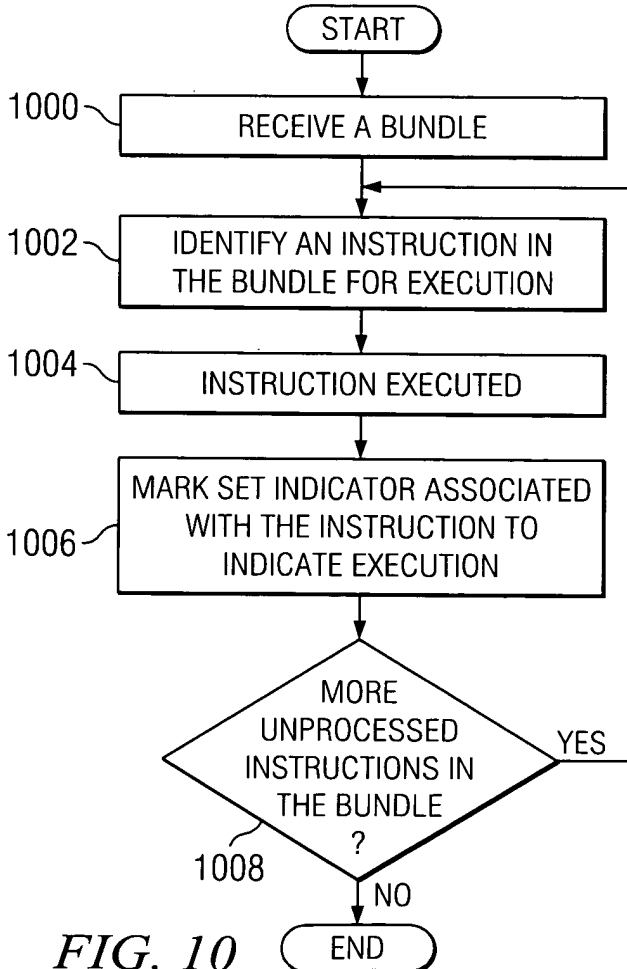 START
1000
RECEIVE A BUNDLE
1002
IDENTIFY AN INSTRUCTION IN
THE BUNDLE FOR EXECUTION
1004
INSTRUCTION EXECUTED
MARK SET INDICATOR ASSOCIATED
WITH THE INSTRUCTION TO
INDICATE EXECUTION
1006
MORE
UNPROCESSED
INSTRUCTIONS IN
THE BUNDLE
?
YES
1008
NO
FIG. 10
END